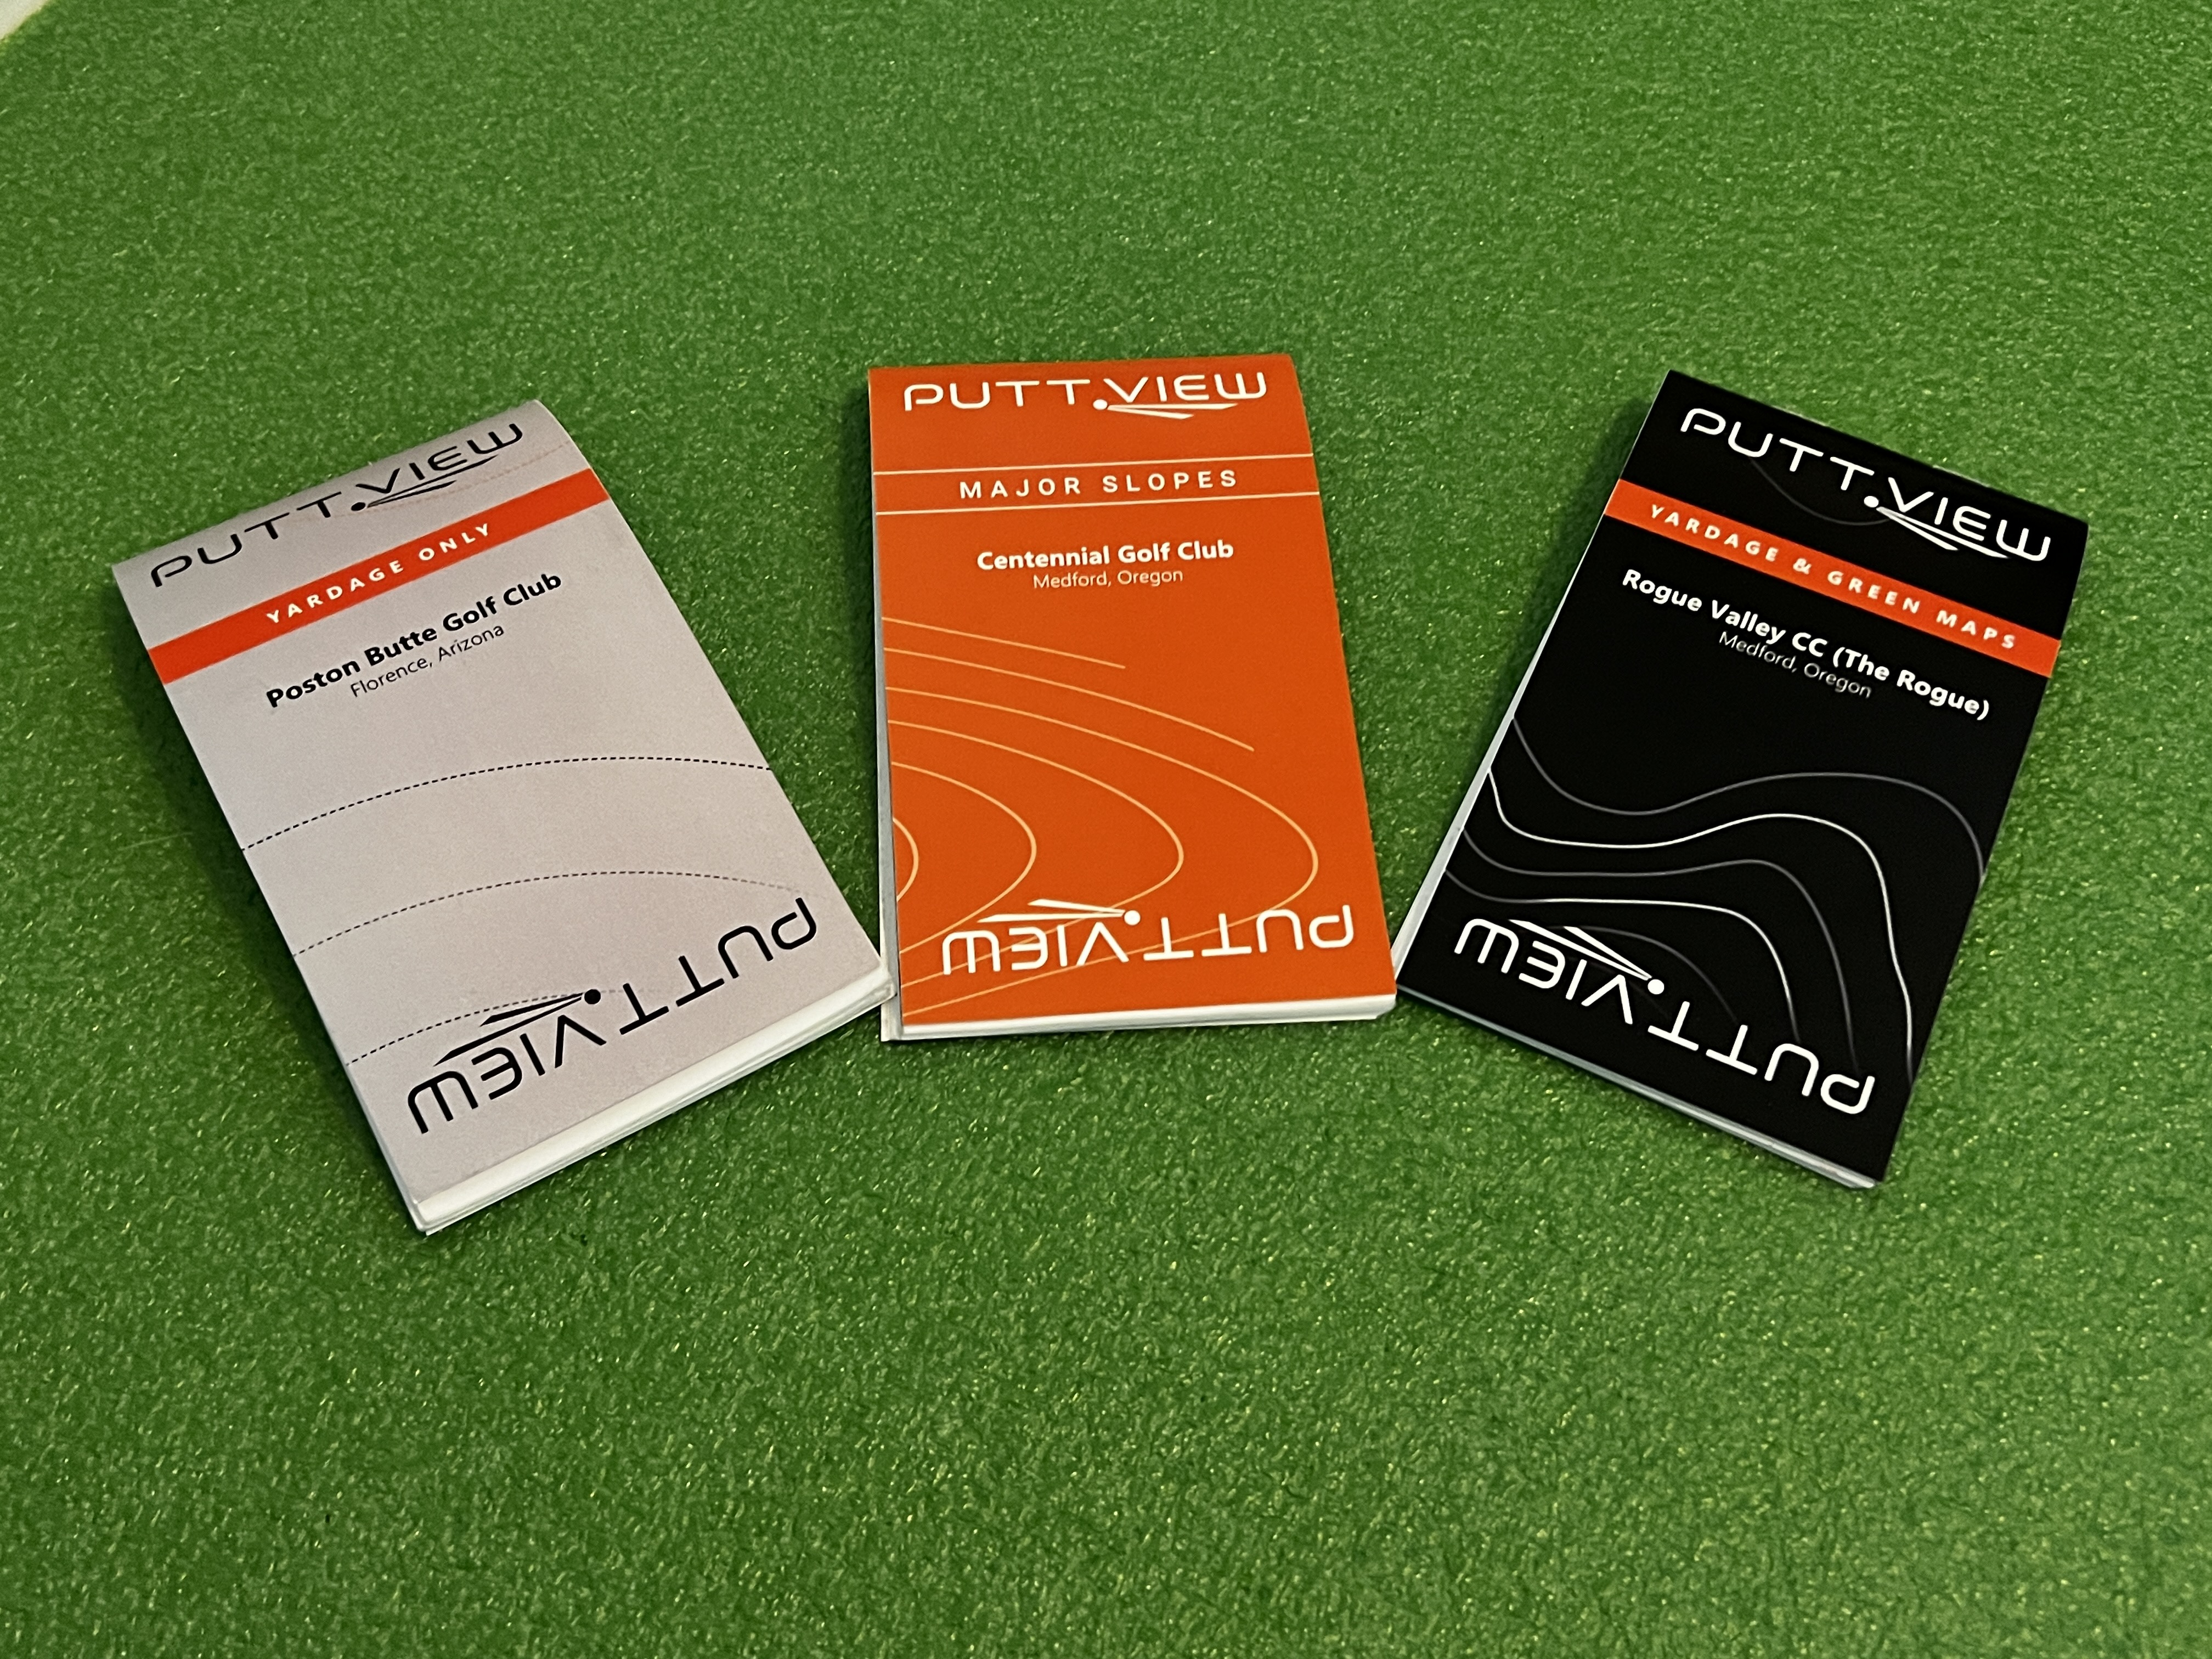 PUTT.VIEW
YARDAGE ONLY
Poston Butte Golf Club
Florence, Arizona
PUTT.VIEW
PUTT.VIEW
MAJOR SLOPES
Centennial Golf Club
Medford, Oregon
PUTT.VIEW
PUTT.VIEW
YARDAGE & GREEN MAPS
Rogue Valley CC (The Rogue)
Medford, Oregon
PUTT.VIEW